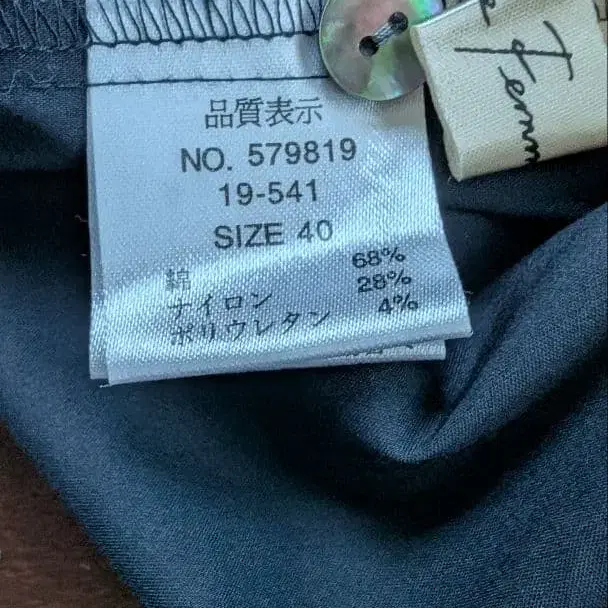 品質表示
NO. 579819
19-541
SIZE 40
綿 68%
ナイロン 28%
ポリウレタン 4%